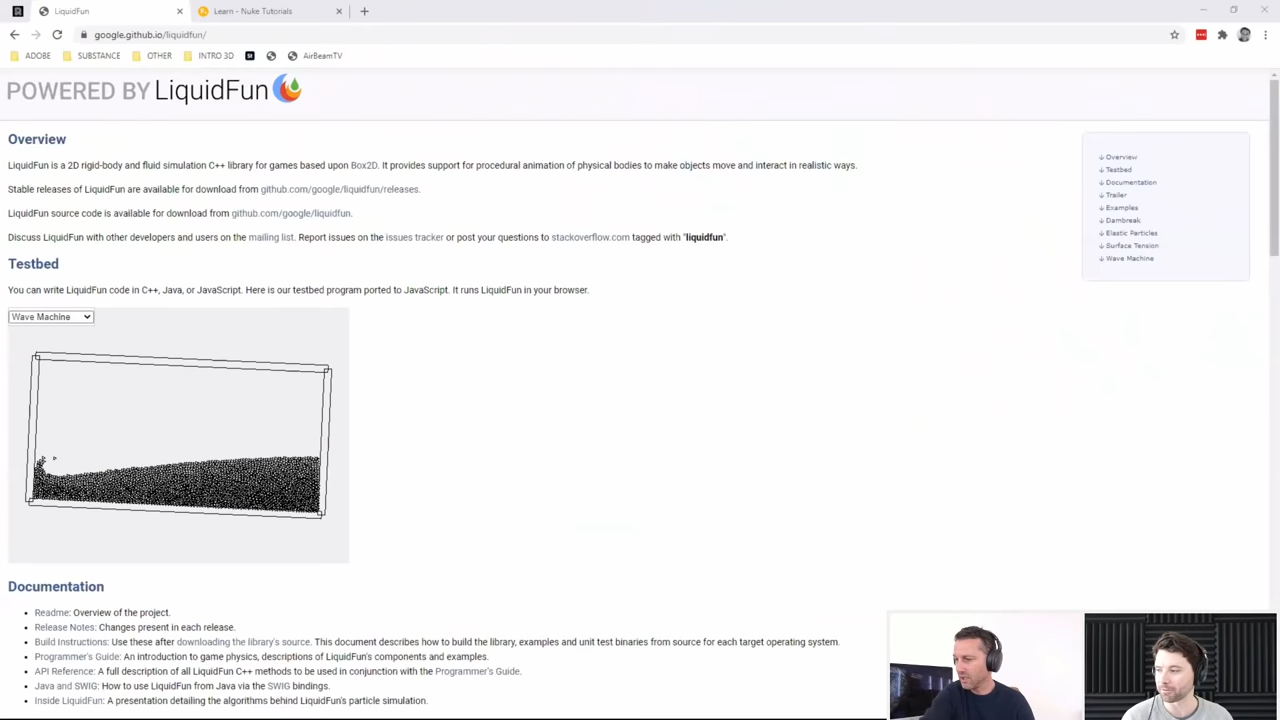 LiquidFun
Learn - Nuke Tutorials
google.github.io/liquidfun/
ADOBE SUBSTANCE OTHER INTRO 3D AirBeamTV
POWERED BY LiquidFun
Overview
LiquidFun is a 2D rigid-body and fluid simulation C++ library for games based upon Box2D. It provides support for procedural animation of physical bodies to make objects move and interact in realistic ways.
Stable releases of LiquidFun are available for download from github.com/google/liquidfun/releases.
LiquidFun source code is available for download from github.com/google/liquidfun.
Discuss LiquidFun with other developers and users on the mailing list. Report issues on the issues tracker or post your questions to stackoverflow.com tagged with "liquidfun".
↓ Overview
↓ Testbed
↓ Documentation
↓ Trailer
↓ Examples
↓ Dambreak
↓ Elastic Particles
↓ Surface Tension
↓ Wave Machine
Testbed
You can write LiquidFun code in C++, Java, or JavaScript. Here is our testbed program ported to JavaScript. It runs LiquidFun in your browser.
Wave Machine
Documentation
• Readme: Overview of the project.
• Release Notes: Changes present in each release.
• Build Instructions: Use these after downloading the library's source. This document describes how to build the library, examples and unit test binaries from source for each target operating system.
• Programmer's Guide: An introduction to game physics, descriptions of LiquidFun's components and examples.
• API Reference: A full description of all LiquidFun C++ methods to be used in conjunction with the Programmer's Guide.
• Java and SWIG: How to use LiquidFun from Java via the SWIG bindings.
• Inside LiquidFun: A presentation detailing the algorithms behind LiquidFun's particle simulation.